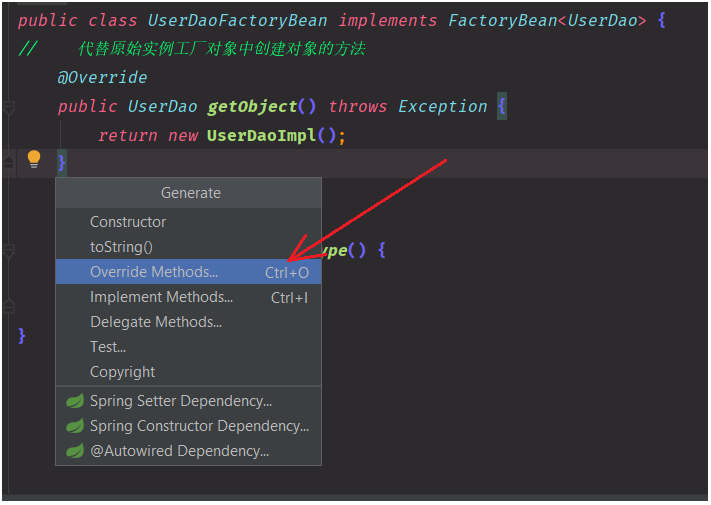 public class UserDaoFactoryBean implements FactoryBean<UserDao> {
// 代替原始实例工厂对象中创建对象的方法
@Override
public UserDao getObject() throws Exception {
return new UserDaoImpl();
}
Generate
Constructor
toString()
ype() {
Override Methods... Ctrl+O
Implement Methods... Ctrl+I
Delegate Methods...
}
Test...
Copyright
Spring Setter Dependency...
Spring Constructor Dependency...
@Autowired Dependency...